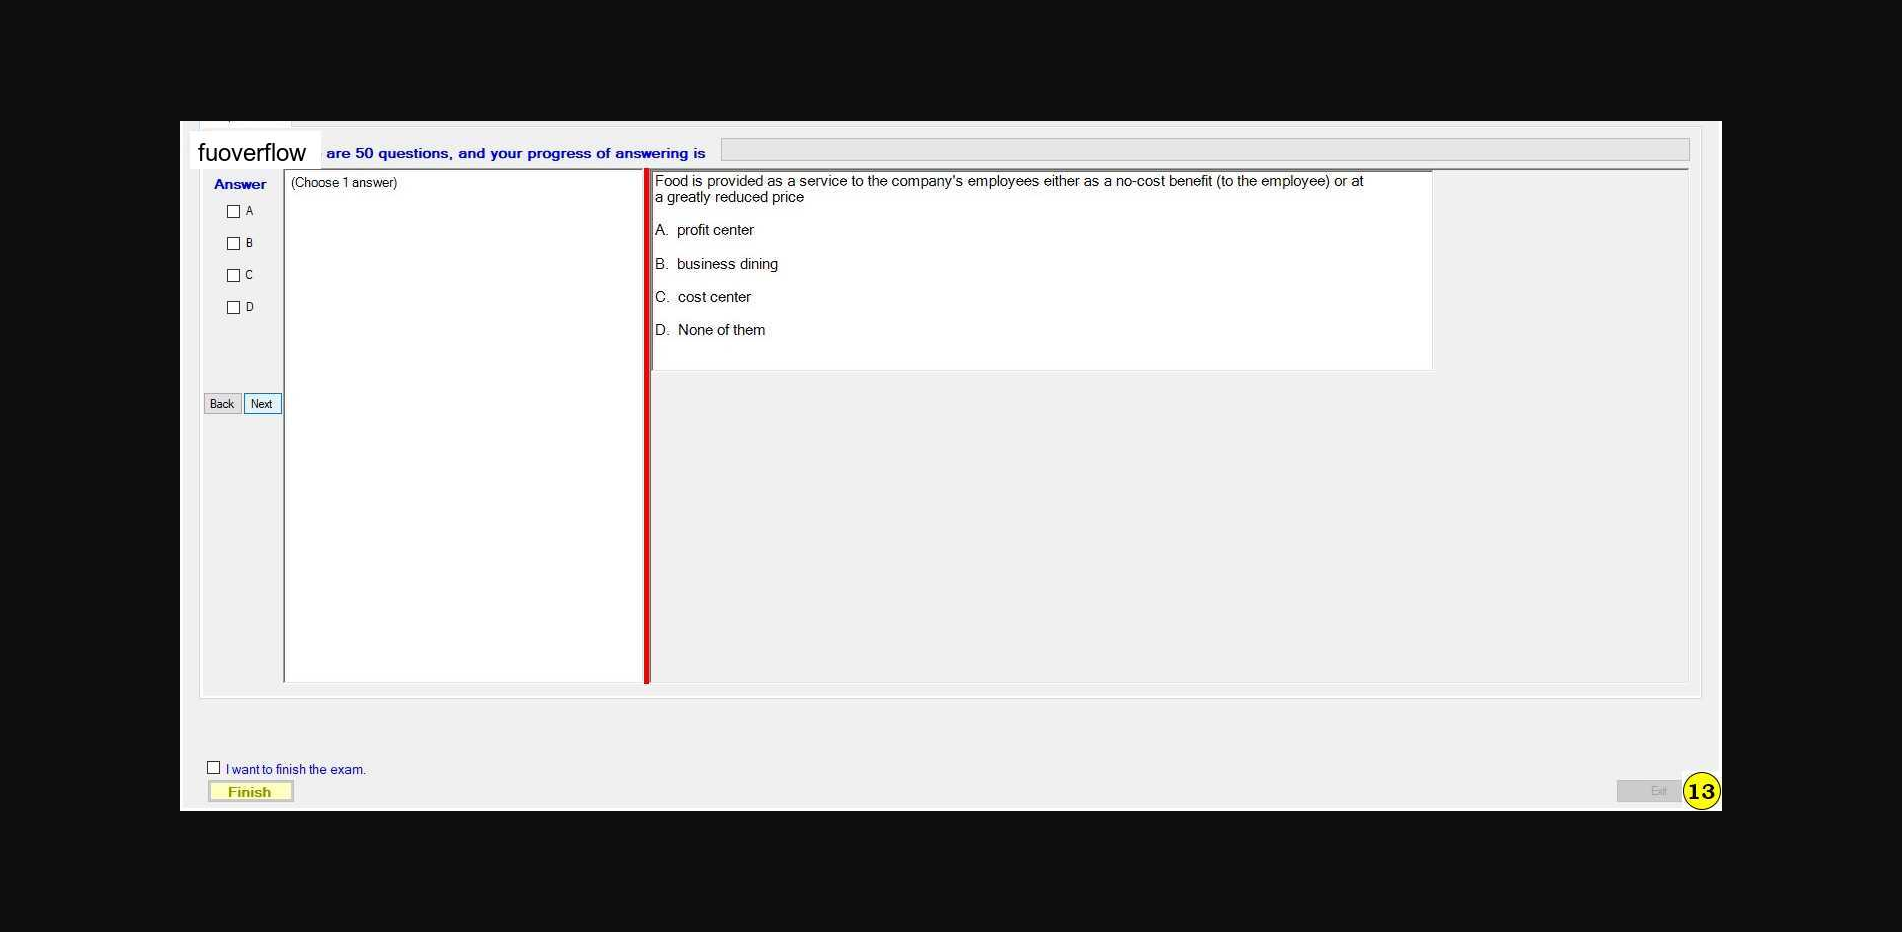 fuoverflow are 50 questions, and your progress of answering is
Answer
(Choose 1 answer)
A
B
C
D
Back Next
Food is provided as a service to the company's employees either as a no-cost benefit (to the employee) or at
a greatly reduced price
A. profit center
B. business dining
C. cost center
D. None of them
I want to finish the exam.
Finish
Exit
13